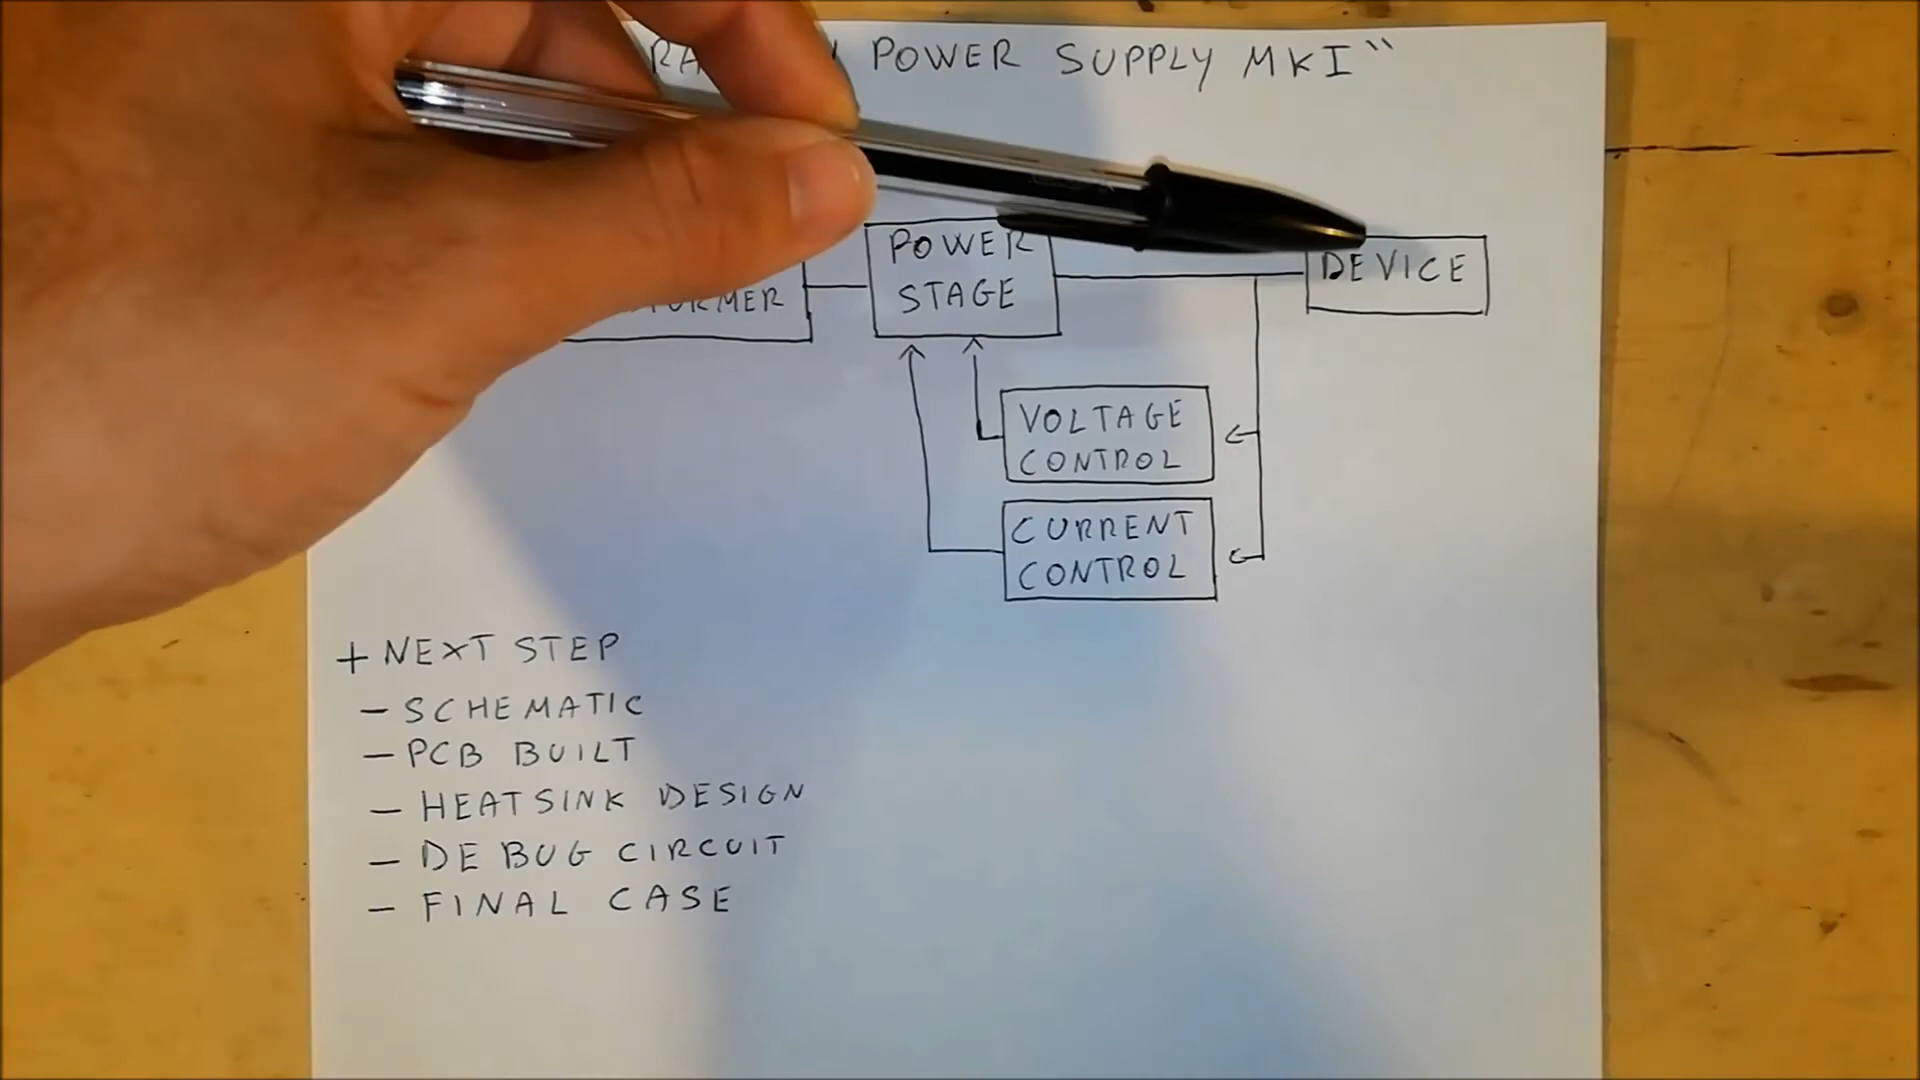 POWER SUPPLY MKI"
POWER
STAGE
DEVICE
VOLTAGE
CONTROL
CURRENT
CONTROL
+ NEXT STEP
- SCHEMATIC
- PCB BUILT
- HEATSINK DESIGN
- DEBUG CIRCUIT
- FINAL CASE